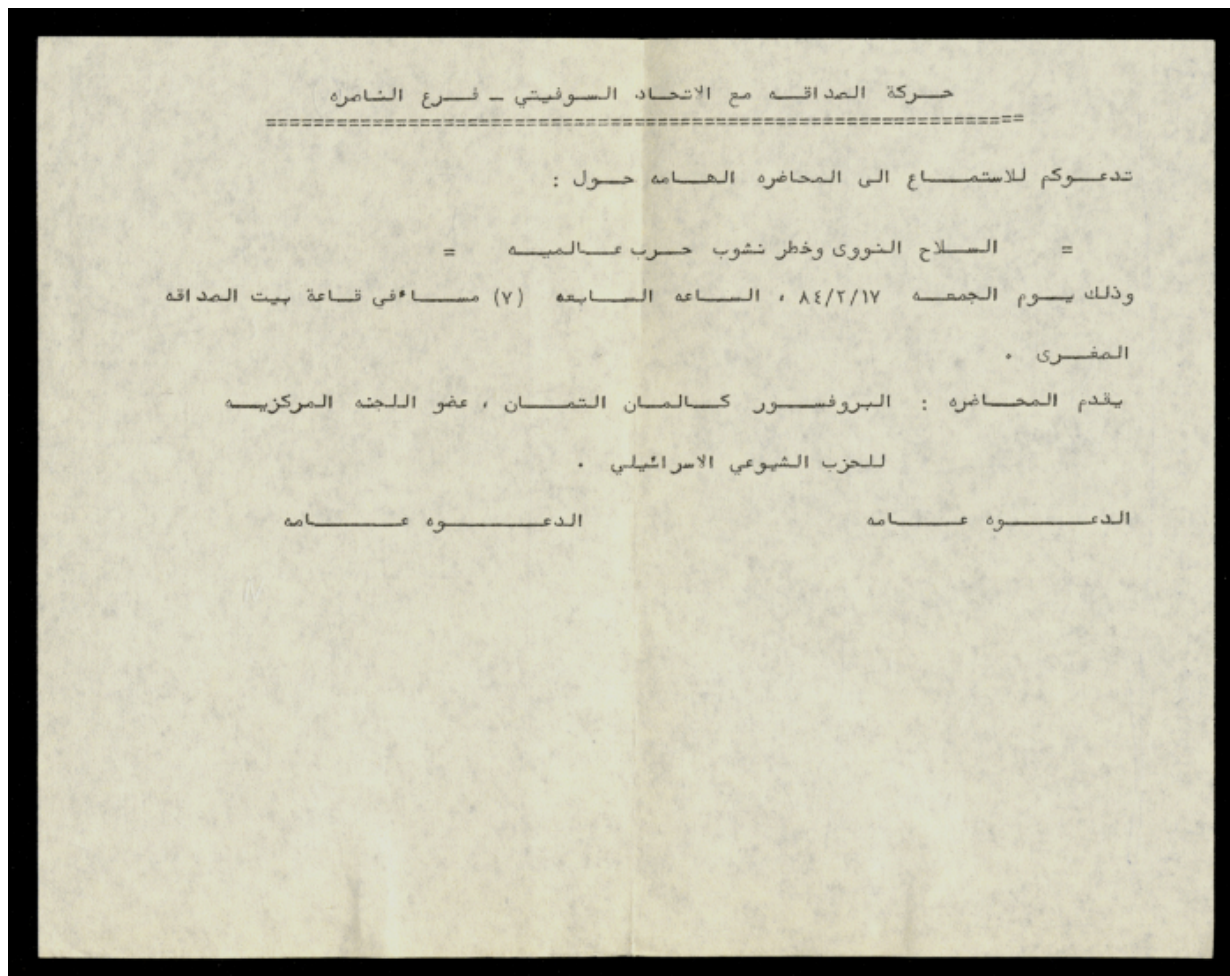 حركة الصداقه مع الاتحاد السوفيتي – فرع الناصره
================================================================
تدعوكم للاستماع الى المحاضره الهامه حول :
= السلاح النووى وخطر نشوب حرب عالميه =
وذلك يوم الجمعه ٨٤/٢/١٧ ، الساعه السابعه (٧) مساء في قاعة بيت الصداقه
الصغرى .
يقدم المحاضره : البروفسور كالمان التمان ، عضو اللجنه المركزيه
للحزب الشيوعي الاسرائيلي .
الدعوه عامه الدعوه عامه